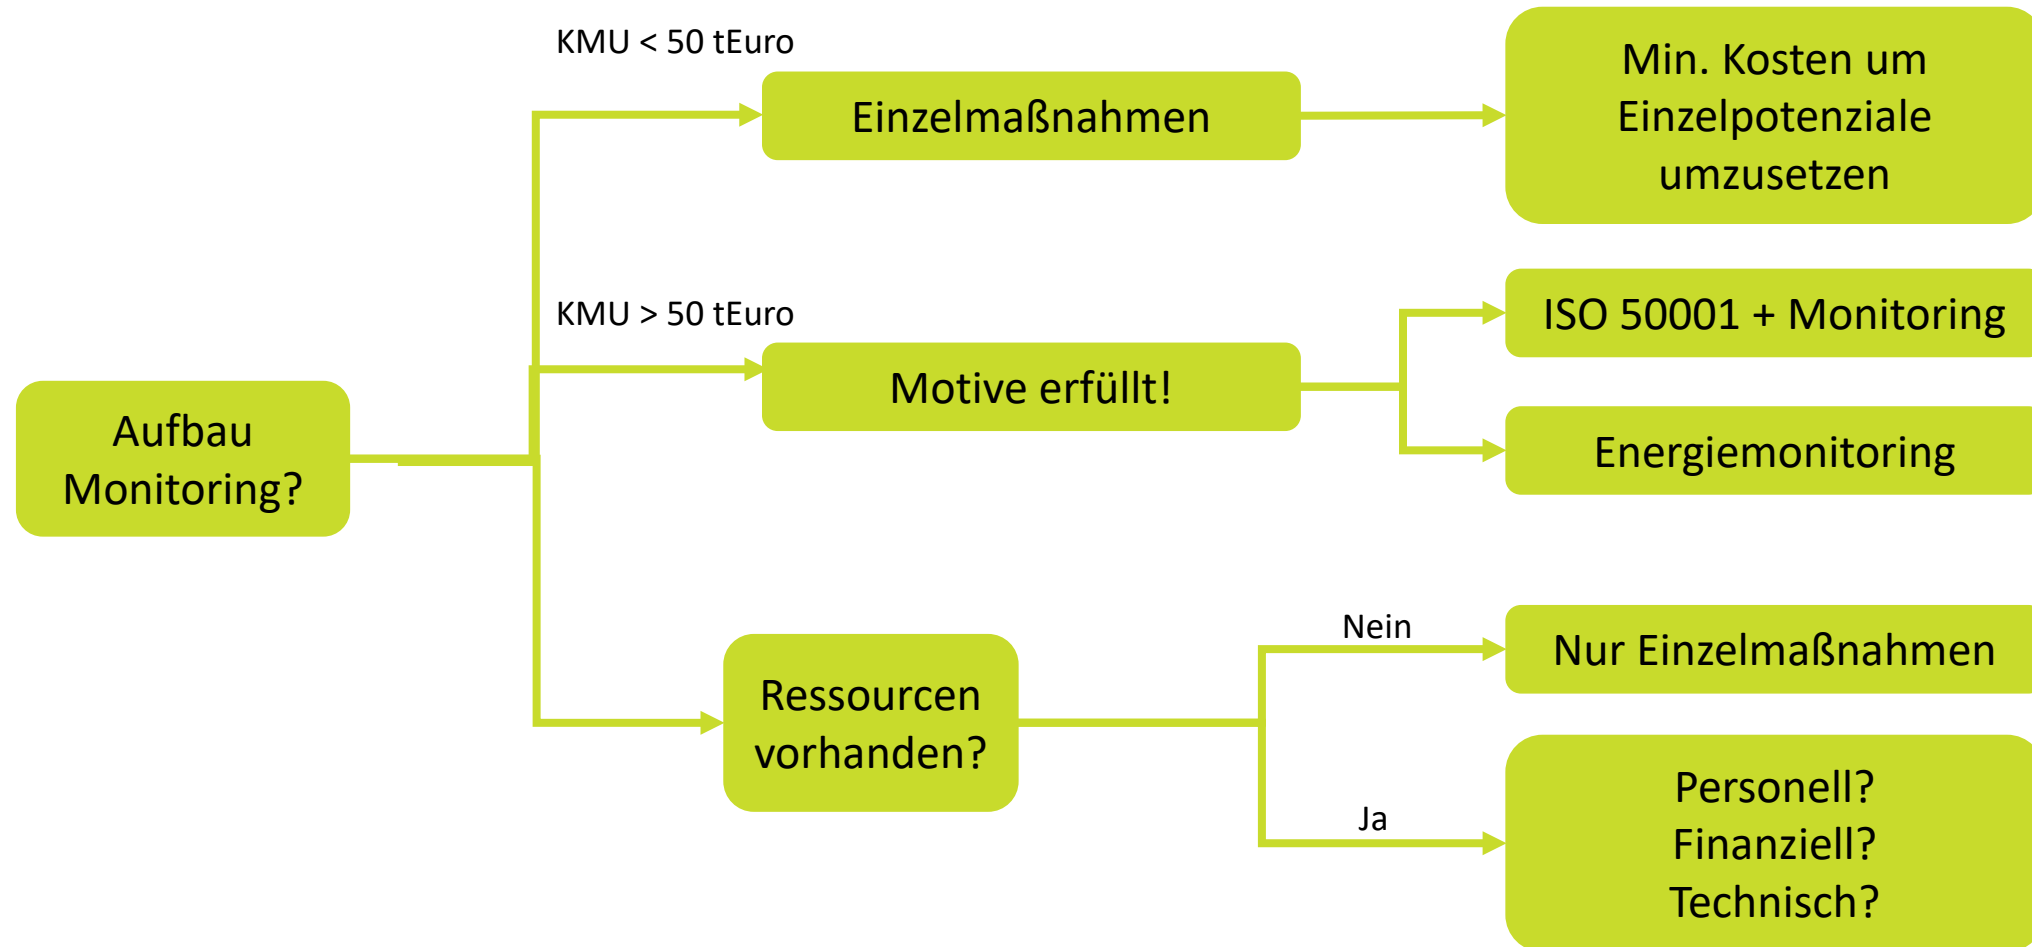 KMU < 50 tEuro
Einzelmaßnahmen
Min. Kosten um
Einzelpotenziale
umzusetzen
KMU > 50 tEuro
Motive erfüllt!
ISO 50001 + Monitoring
Energiemonitoring
Aufbau
Monitoring?
Ressourcen
vorhanden?
Nein
Nur Einzelmaßnahmen
Ja
Personell?
Finanziell?
Technisch?